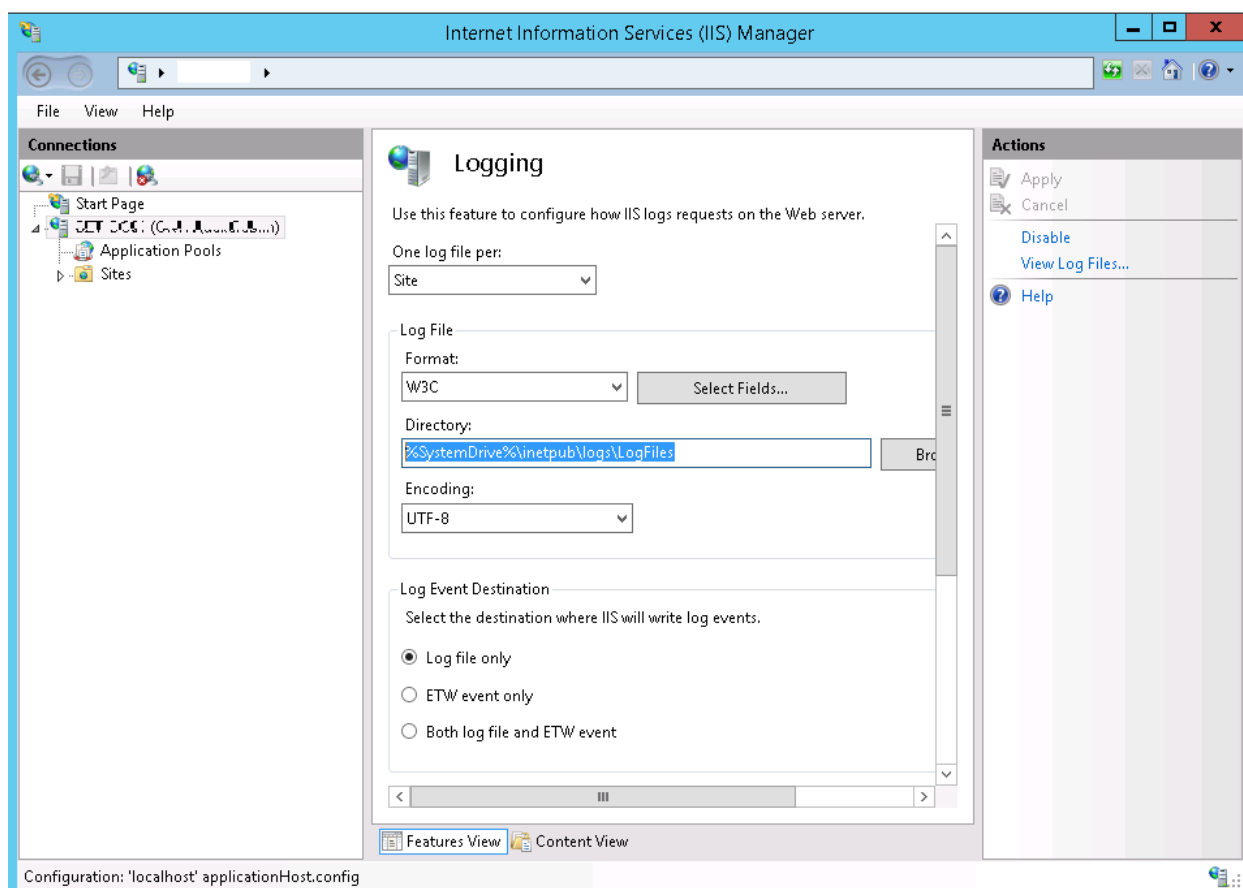 Internet Information Services (IIS) Manager
File View Help
Connections
Start Page
Application Pools
Sites
Logging
Use this feature to configure how IIS logs requests on the Web server.
One log file per:
Site
Log File
Format:
W3C
Select Fields...
Directory:
%SystemDrive%\inetpub\logs\LogFiles
Bro
Encoding:
UTF-8
Log Event Destination
Select the destination where IIS will write log events.
Log file only
ETW event only
Both log file and ETW event
Features View
Content View
Actions
Apply
Cancel
Disable
View Log Files...
Help
Configuration: 'localhost' applicationHost.config